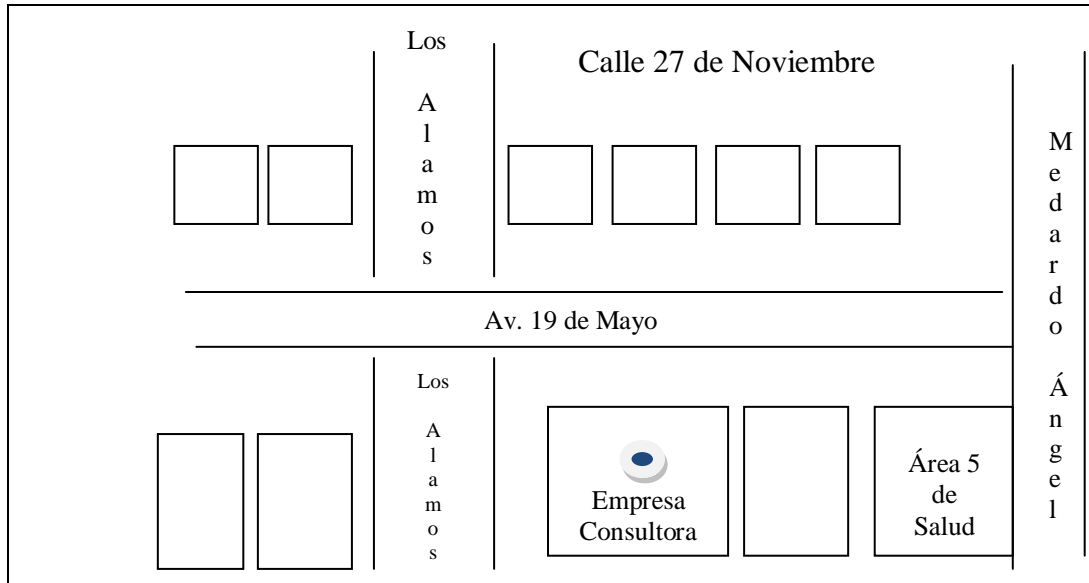 Los
Alamos
Calle 27 de Noviembre
Medardo Ángel
Av. 19 de Mayo
Los
Alamos
Empresa
Consultora
Área 5
de
Salud